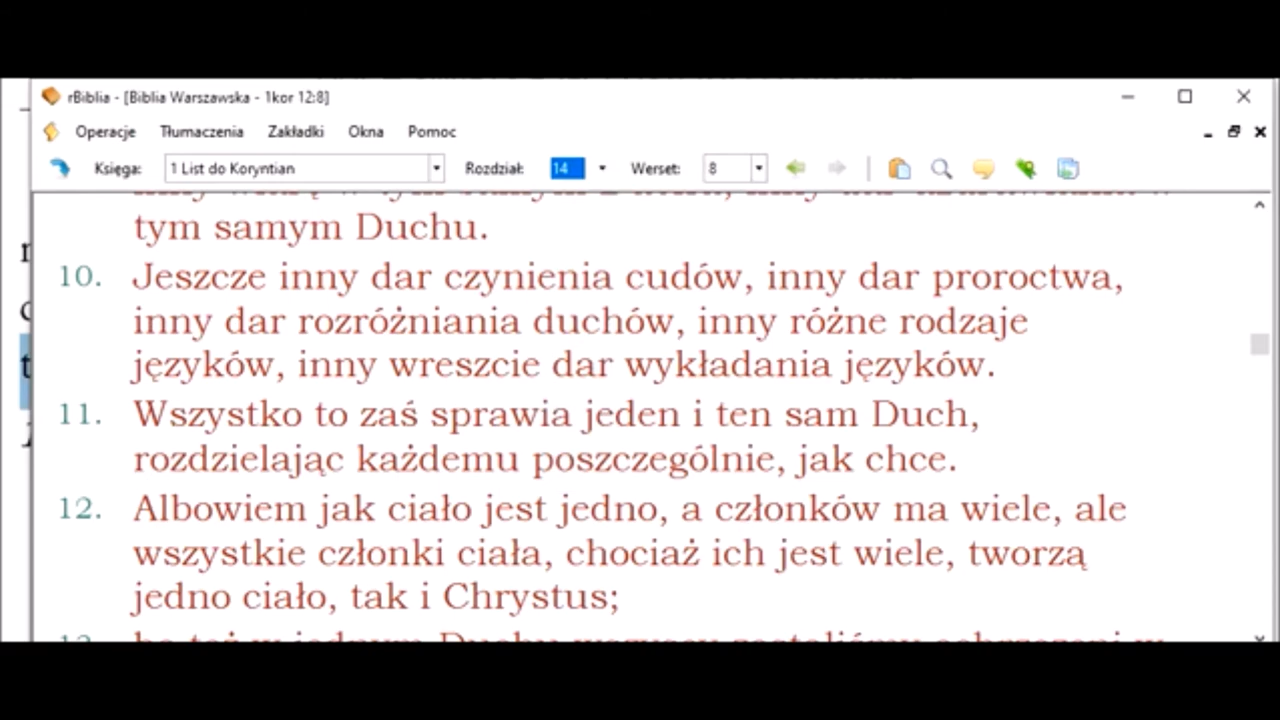 rBiblia - [Biblia Warszawska - 1kor 12:8]
Operacje Tłumaczenia Zakładki Okna Pomoc
Księga: 1 List do Koryntian Rozdział: 14 Werset: 8
tym samym Duchu.
10. Jeszcze inny dar czynienia cudów, inny dar proroctwa,
inny dar rozróżniania duchów, inny różne rodzaje
języków, inny wreszcie dar wykładania języków.
11. Wszystko to zaś sprawia jeden i ten sam Duch,
rozdzielając każdemu poszczególnie, jak chce.
12. Albowiem jak ciało jest jedno, a członków ma wiele, ale
wszystkie członki ciała, chociaż ich jest wiele, tworzą
jedno ciało, tak i Chrystus;